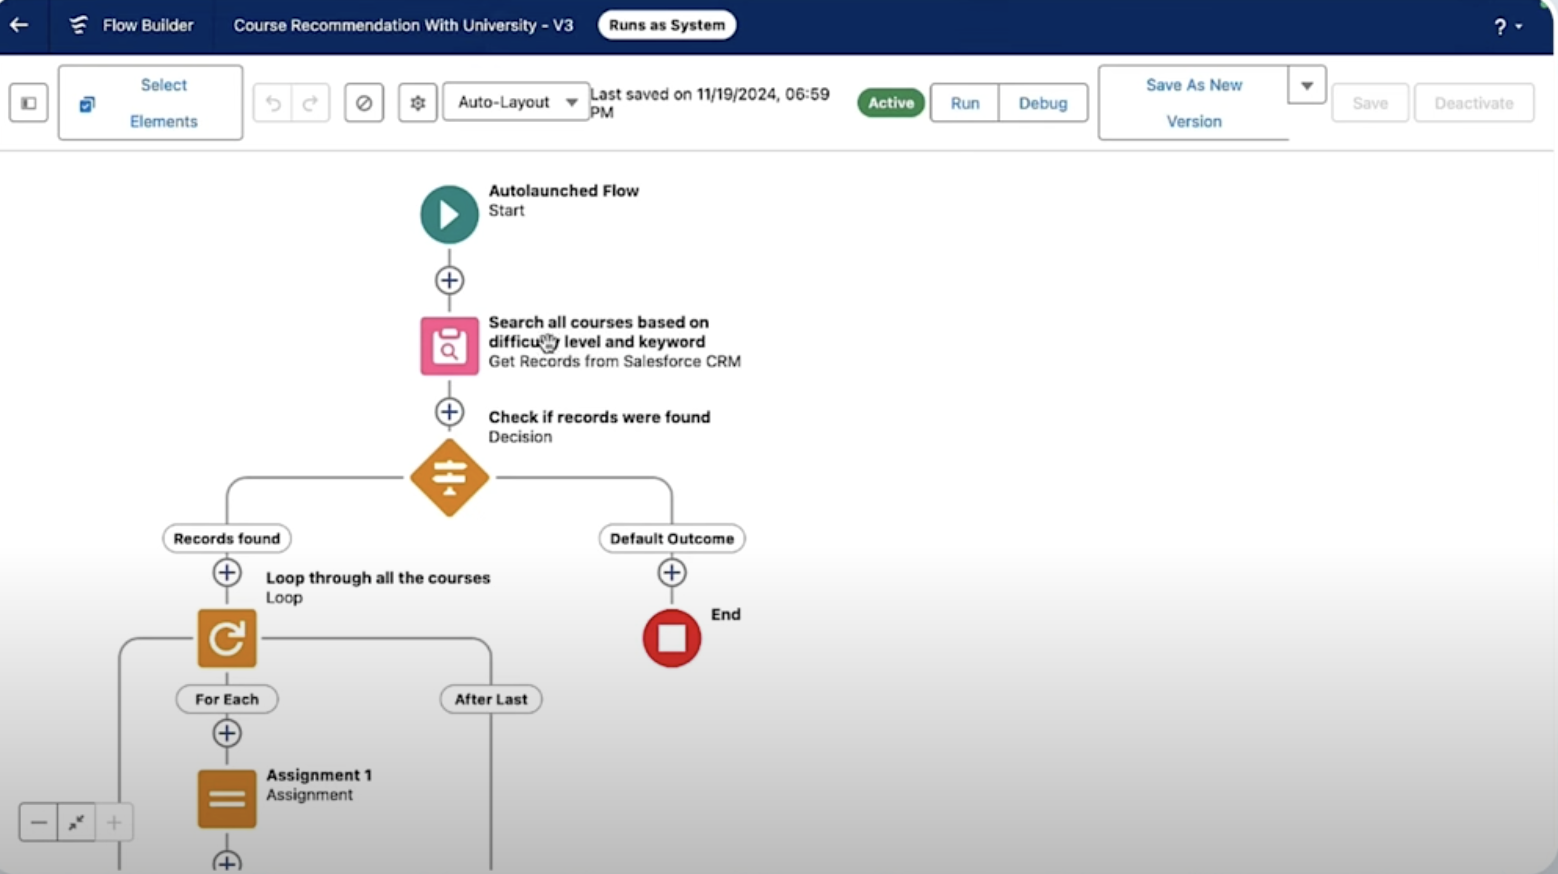 Flow Builder
Course Recommendation With University - V3
Runs as System
?
Select
Elements
Auto-Layout
Last saved on 11/19/2024, 06:59
PM
Active
Run
Debug
Save As New
Version
Save
Deactivate
Autolaunched Flow
Start
Search all courses based on
difficulty level and keyword
Get Records from Salesforce CRM
Check if records were found
Decision
Records found
Default Outcome
Loop through all the courses
Loop
End
For Each
After Last
Assignment 1
Assignment